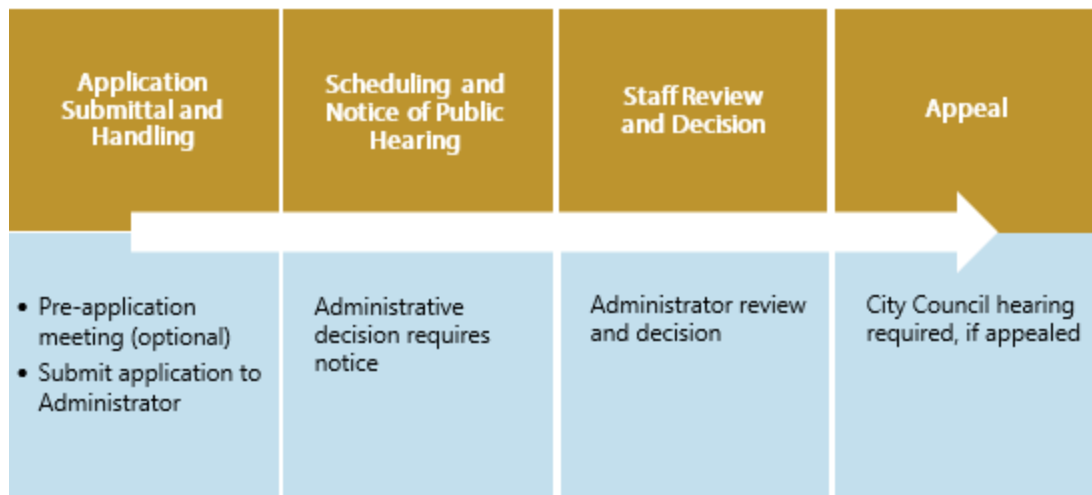 Application
Submittal and
Handling
Scheduling and
Notice of Public
Hearing
Staff Review
and Decision
Appeal
• Pre-application
meeting (optional)
• Submit application to
Administrator
Administrative
decision requires
notice
Administrator review
and decision
City Council hearing
required, if appealed